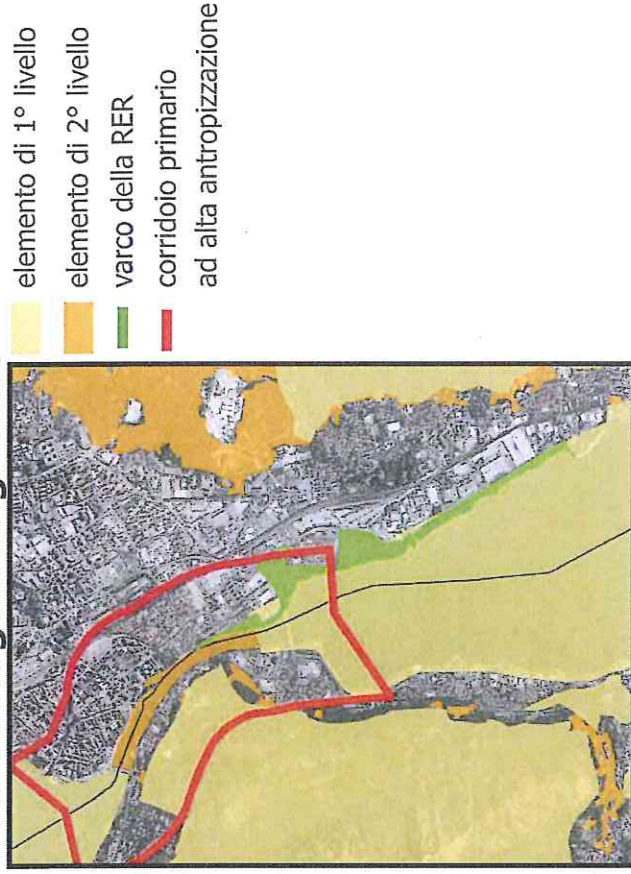 elemento di 1° livello
elemento di 2° livello
varco della RER
corridoio primario
ad alta antropizzazione